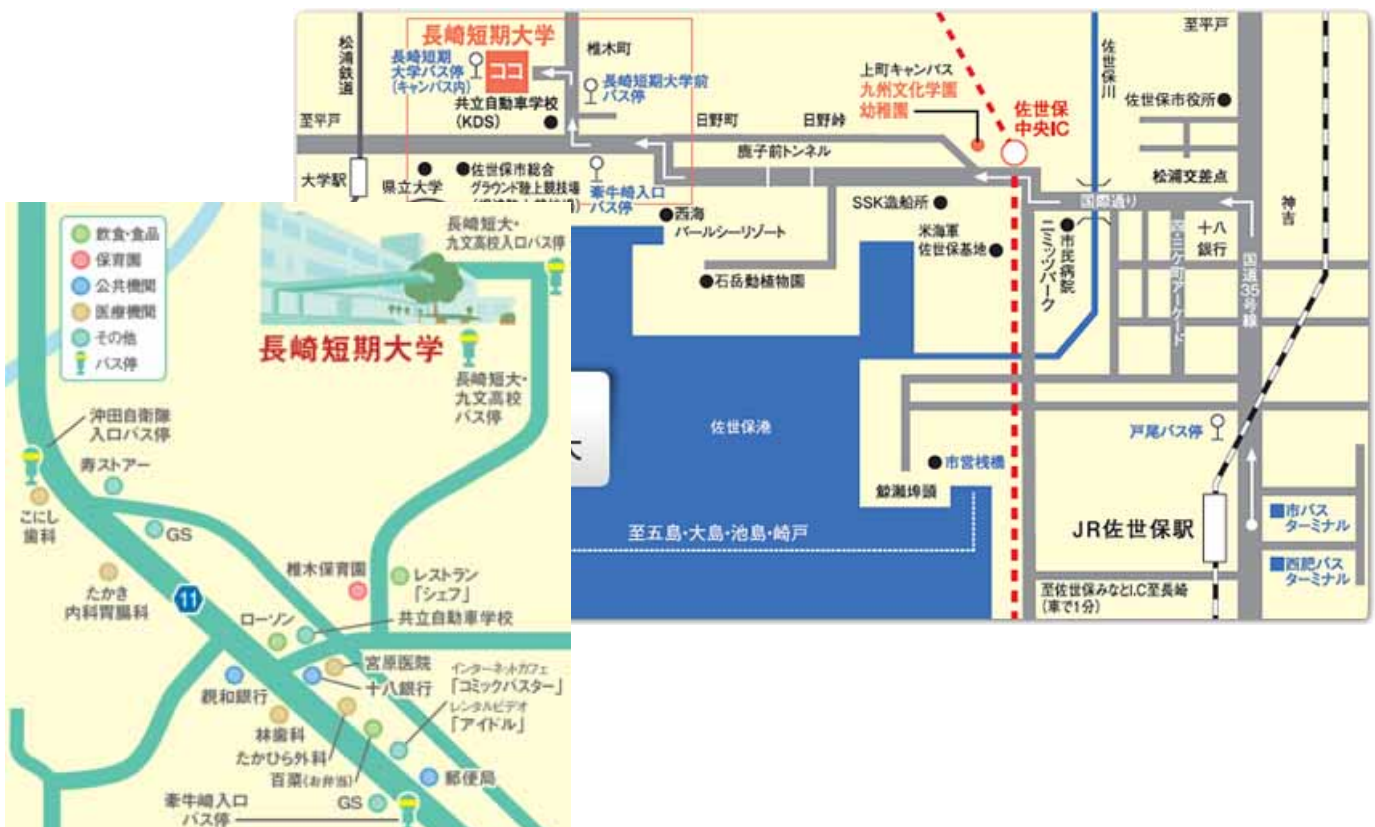 長崎短期大学
長崎短期
大学バス停
(キャンパス内)
ココ
松浦鉄道
椎木町
長崎短期大学前
バス停
共立自動車学校
(KDS)
至平戸
大学駅
県立大学
佐世保市総合
グラウンド陸上競技場
牽牛崎入口
バス停
日野町
日野峠
鹿子前トンネル
上町キャンパス
九州文化学園
幼稚園
佐世保
中央IC
佐世保川
至平戸
佐世保市役所
松浦交差点
国際通り
神吉
西海
パールシーリゾート
石岳動植物園
SSK造船所
米海軍
佐世保基地
市民病院
ニミッツパーク
四・三ケ町アーケード
十八
銀行
国道35号線
佐世保港
戸尾バス停
市営桟橋
鯨瀬埠頭
至五島・大島・池島・崎戸
JR佐世保駅
市バス
ターミナル
西肥バス
ターミナル
至佐世保みなとI.C至長崎
(車で1分)
飲食・食品
保育園
公共機関
医療機関
その他
バス停
長崎短大・
九文高校入口バス停
長崎短期大学
長崎短大・
九文高校
バス停
沖田自衛隊
入口バス停
寿ストアー
こにし
歯科
GS
たかき
内科胃腸科
11
椎木保育園
レストラン
「シェフ」
ローソン
共立自動車学校
宮原医院
十八銀行
親和銀行
インターネットカフェ
「コミックバスター」
レンタルビデオ
「アイドル」
林歯科
たかひら外科
百菜(お弁当)
郵便局
牽牛崎入口
バス停
GS